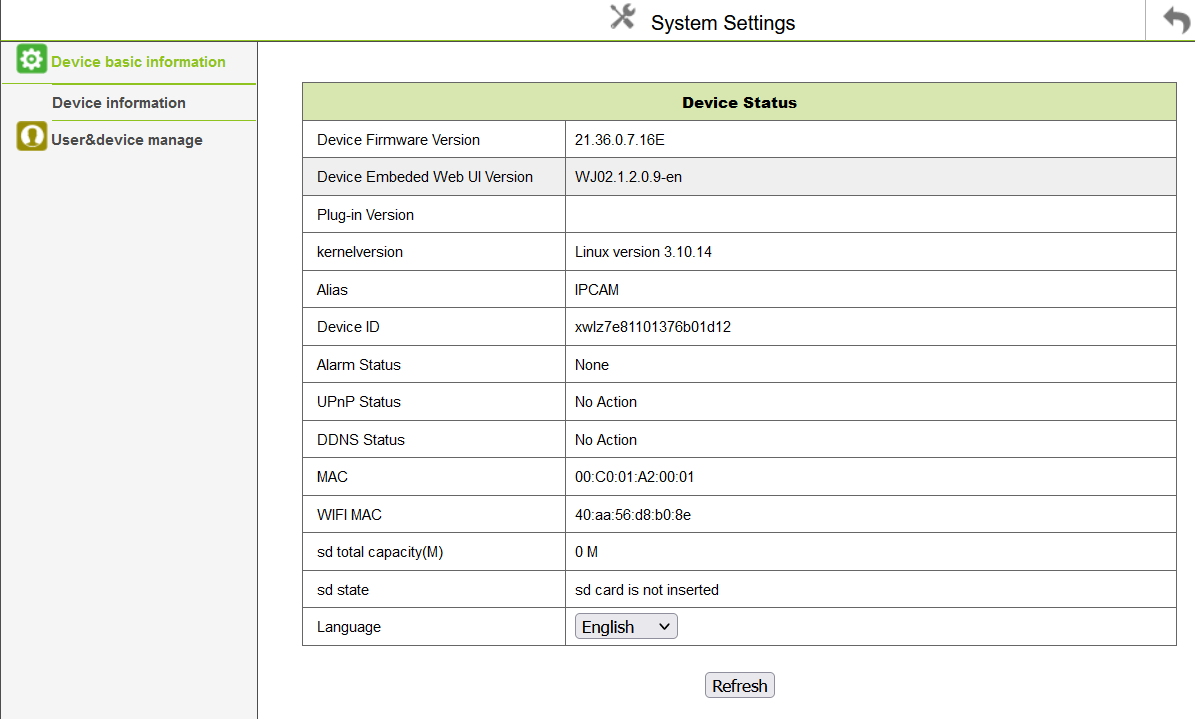 System Settings
Device basic information
Device information
User&device manage
Device Status
Device Firmware Version 21.36.0.7.16E
Device Embeded Web UI Version WJ02.1.2.0.9-en
Plug-in Version
kernelversion Linux version 3.10.14
Alias IPCAM
Device ID xwlz7e81101376b01d12
Alarm Status None
UPnP Status No Action
DDNS Status No Action
MAC 00:C0:01:A2:00:01
WIFI MAC 40:aa:56:d8:b0:8e
sd total capacity(M) 0 M
sd state sd card is not inserted
Language English
Refresh